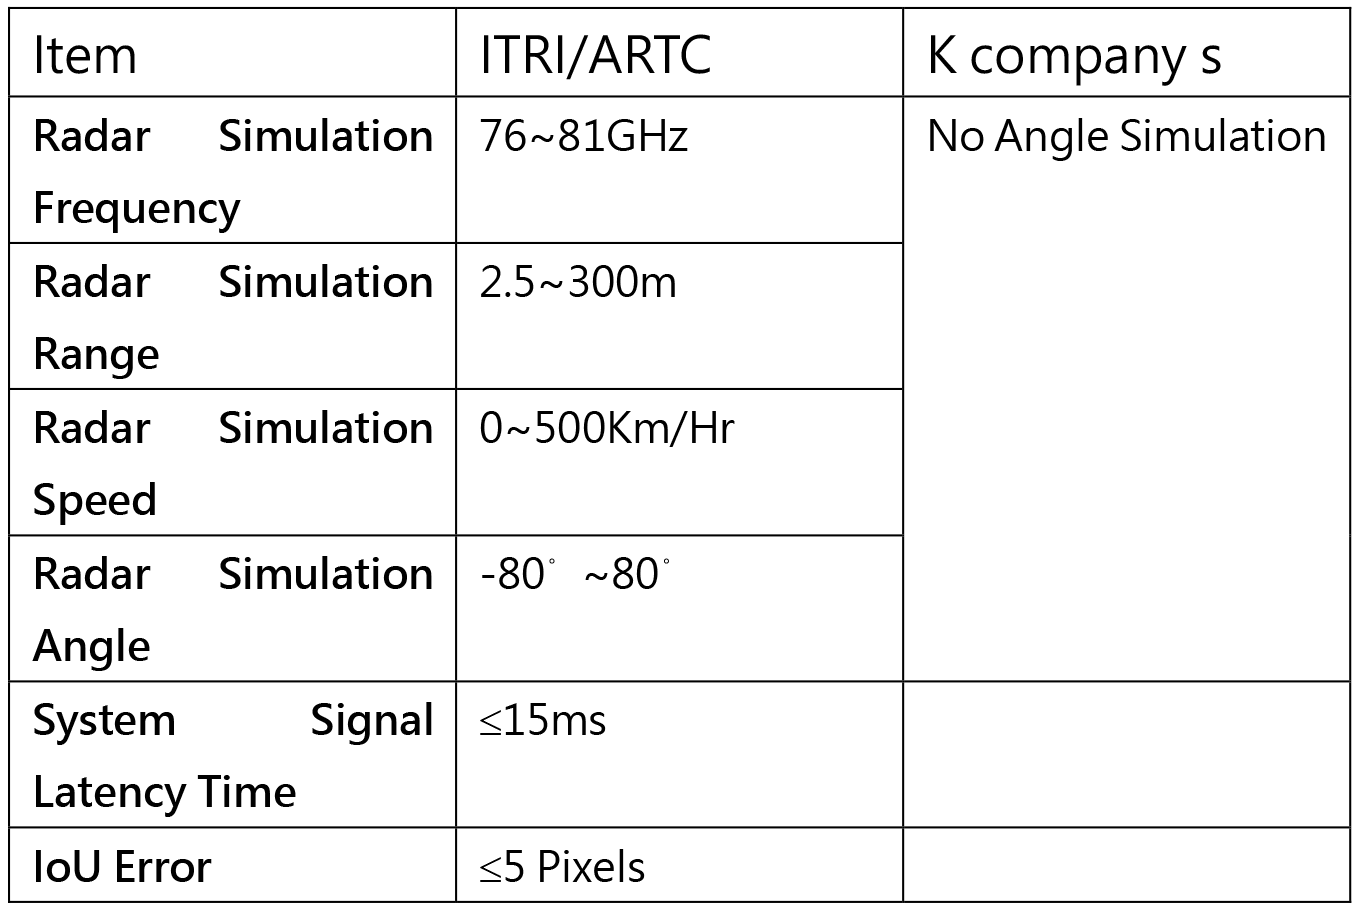 Item ITRI/ARTC K company s
Radar Simulation 76~81GHz No Angle Simulation
Frequency
Radar Simulation 2.5~300m
Range
Radar Simulation 0~500Km/Hr
Speed
Radar Simulation -80° ~80°
Angle
System Signal ≤15ms
Latency Time
IoU Error ≤5 Pixels